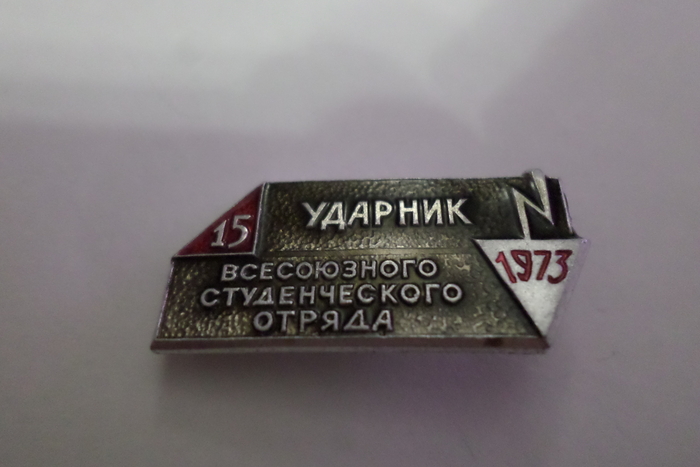 15
УДАРНИК
1973
ВСЕСОЮЗНОГО
СТУДЕНЧЕСКОГО
ОТРЯДА